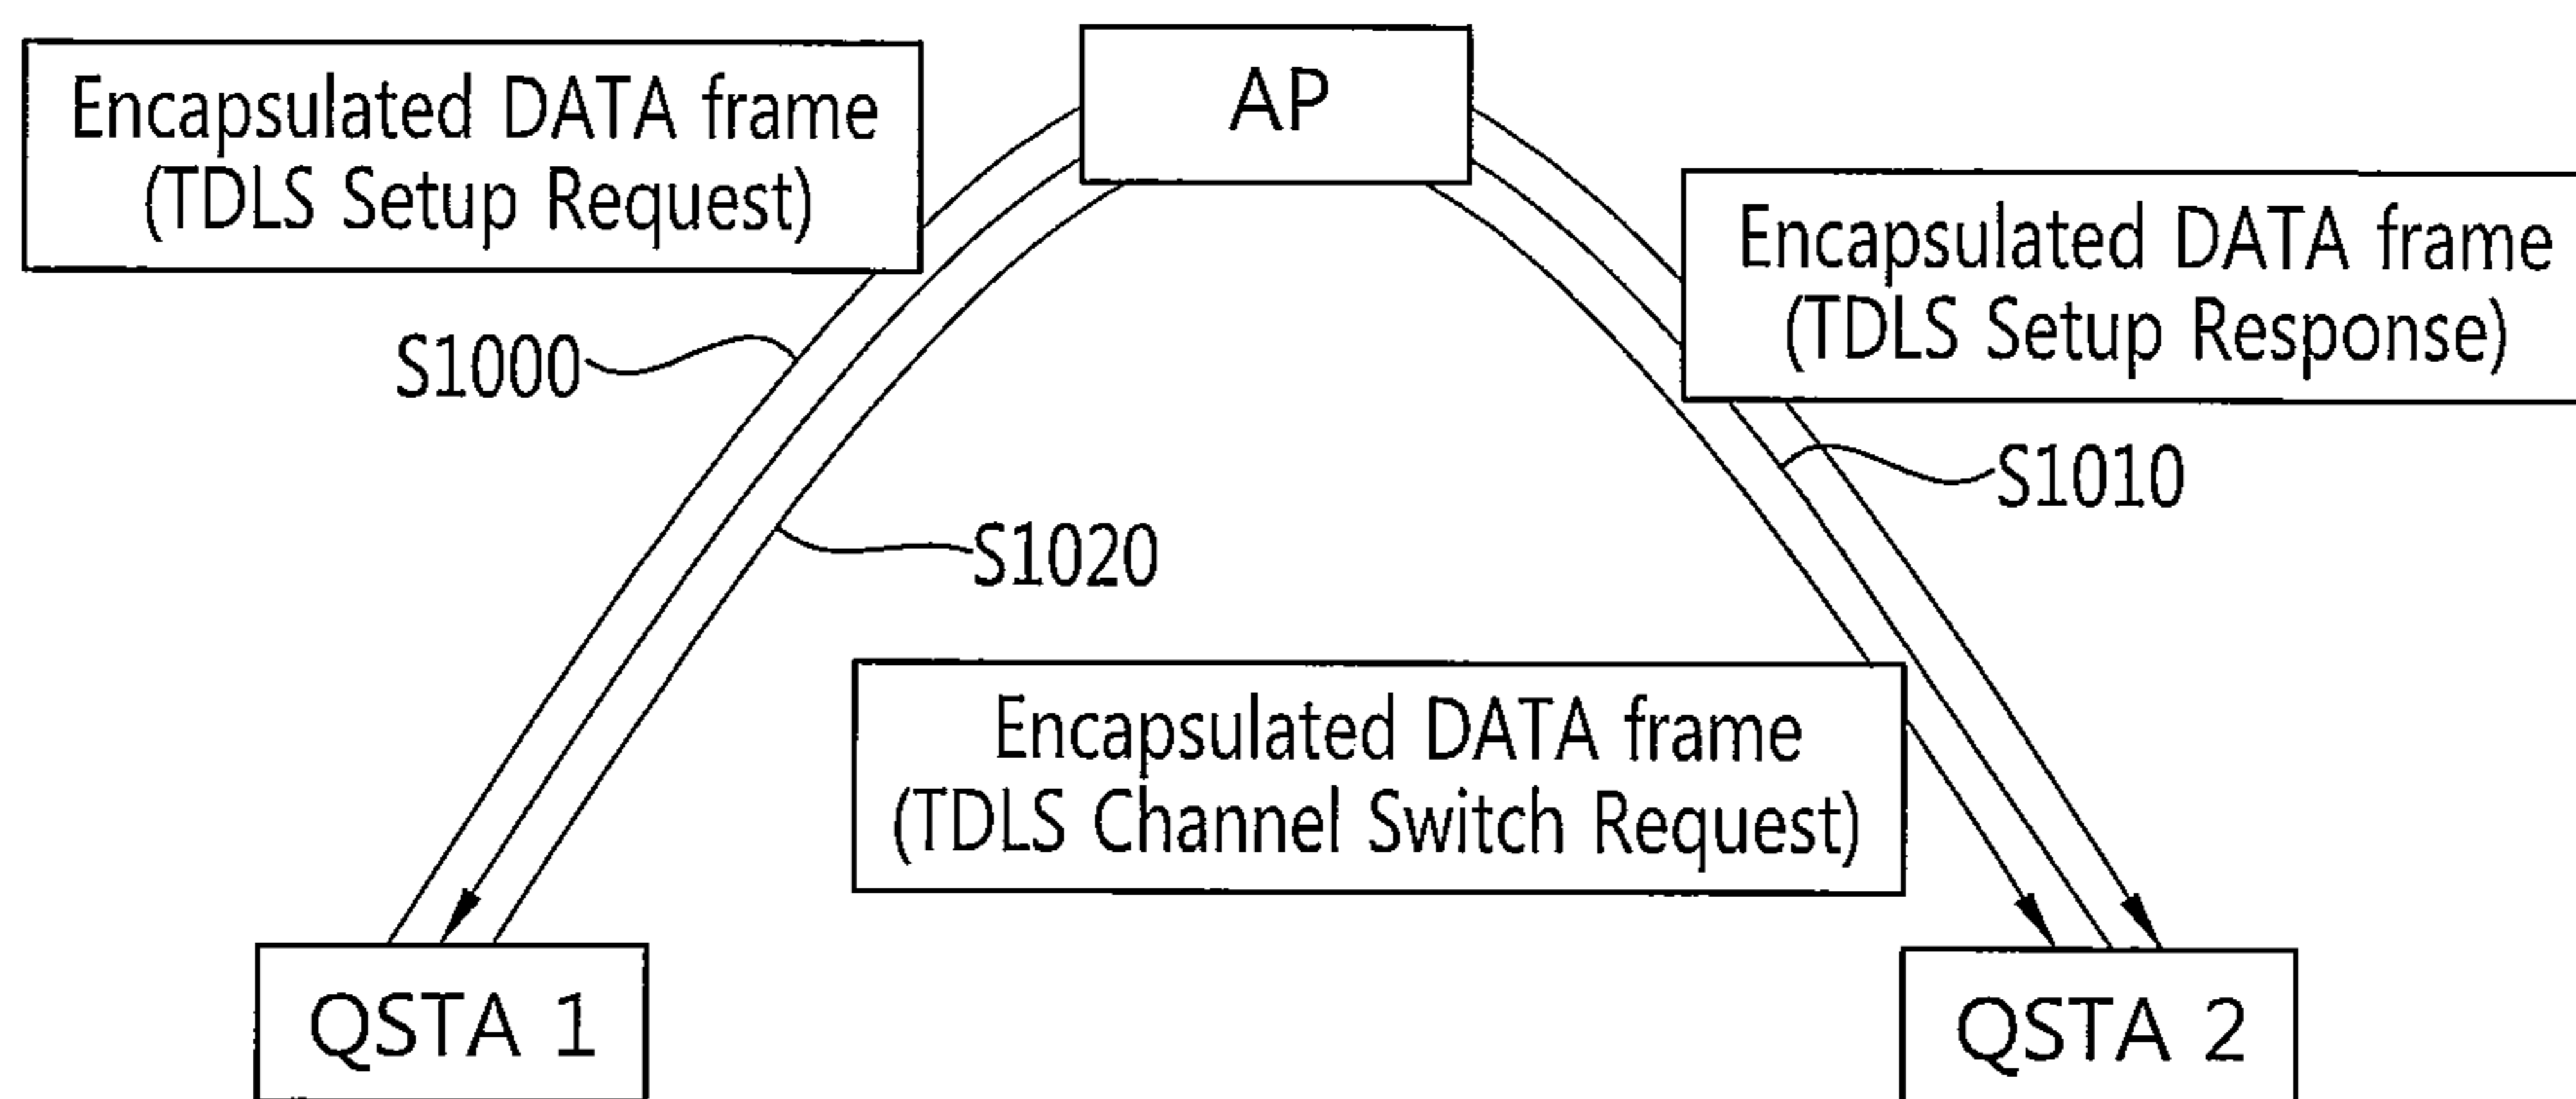 AP
Encapsulated DATA frame
(TDLS Setup Request)
Encapsulated DATA frame
(TDLS Setup Response)
S1000
S1010
S1020
Encapsulated DATA frame
(TDLS Channel Switch Request)
QSTA 1
QSTA 2